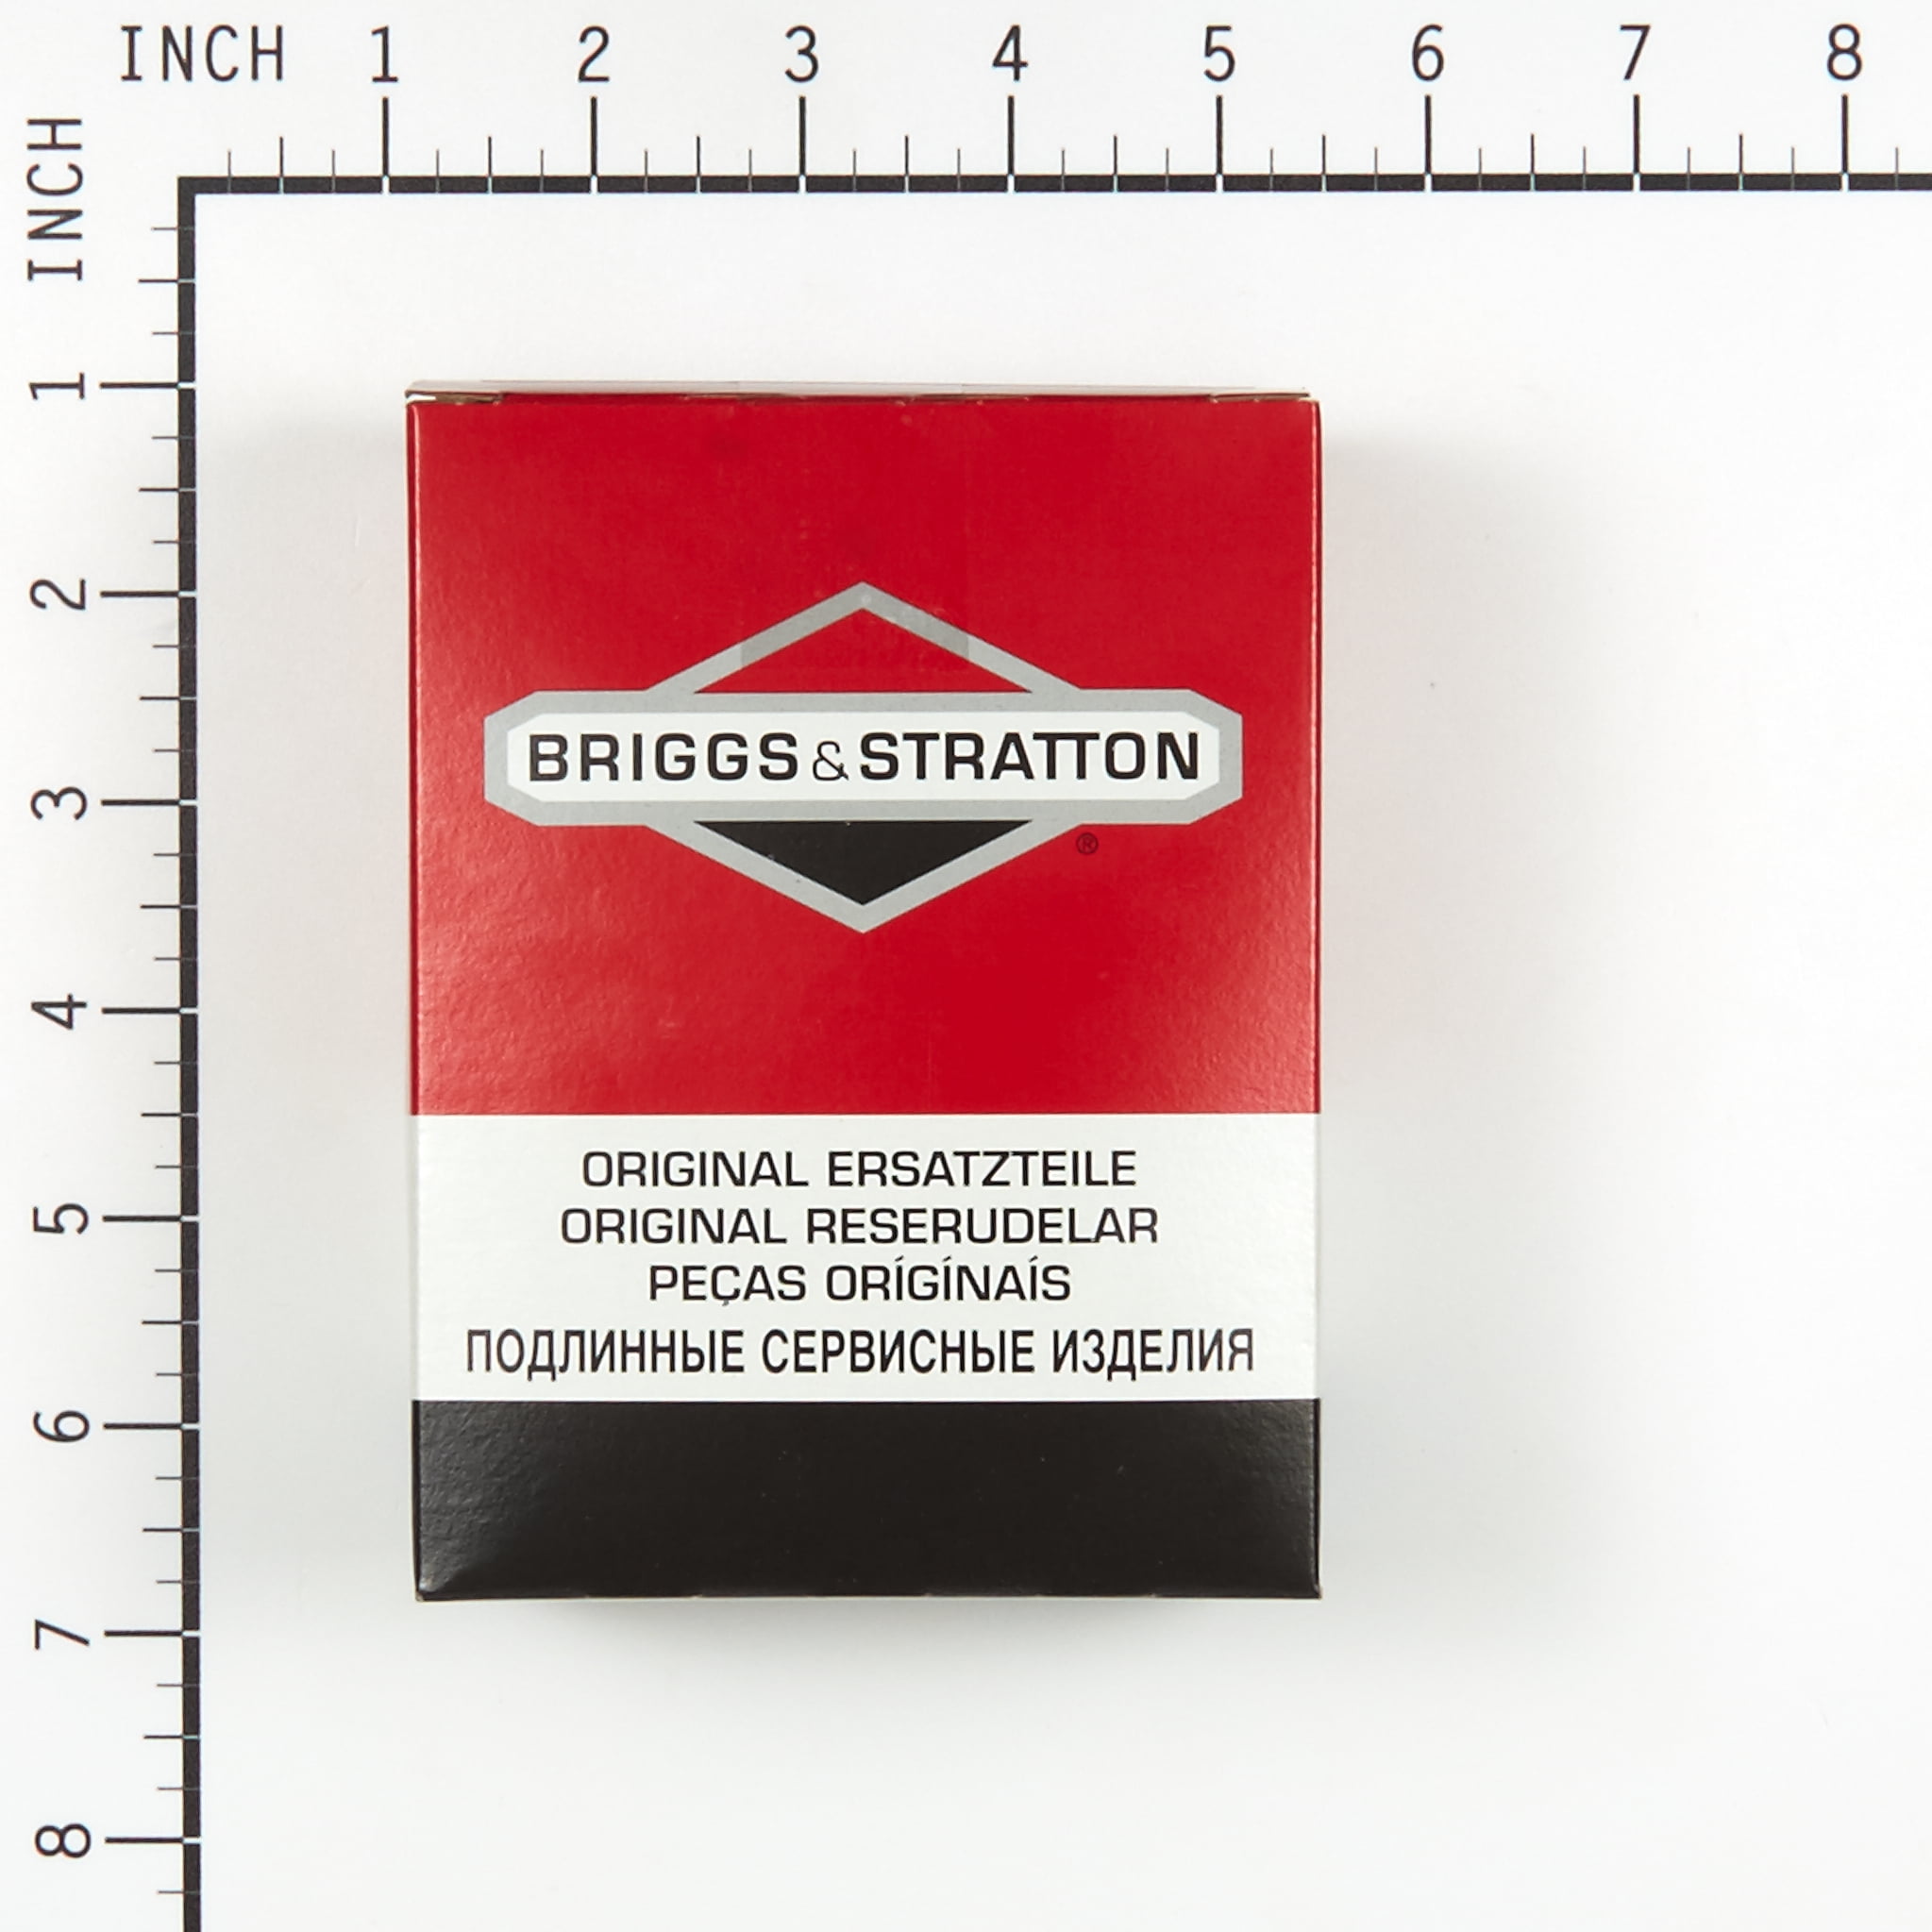 INCH 1 2 3 4 5 6 7 8
INCH 1 2 3 4 5 6 7 8
BRIGGS & STRATTON
®
ORIGINAL ERSATZTEILE
ORIGINAL RESERUDELAR
PEÇAS ORÍGÍNAÍS
ПОДЛИННЫЕ СЕРВИСНЫЕ ИЗДЕЛИЯ